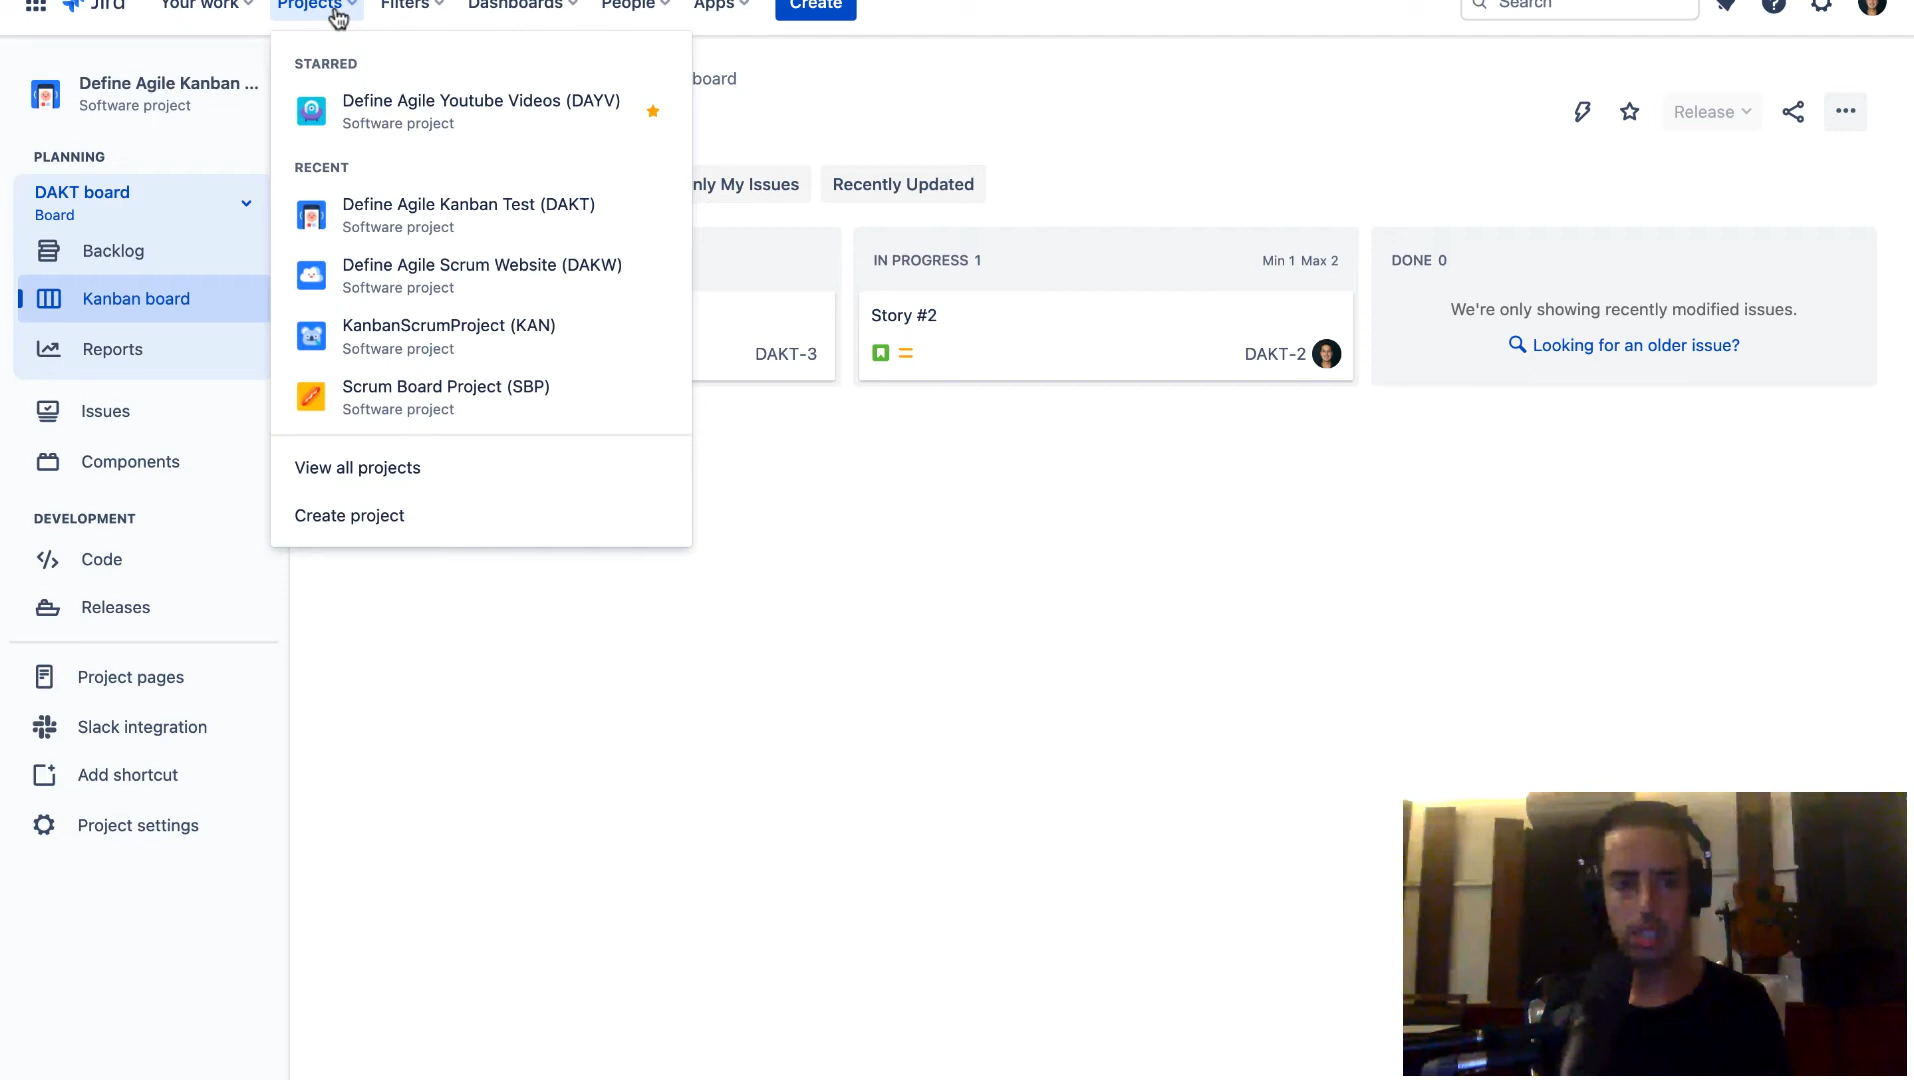 Jira Your work Projects Filters Dashboards People Apps Create Search
Define Agile Kanban ...
Software project
PLANNING
DAKT board
Board
Backlog
Kanban board
Reports
Issues
Components
DEVELOPMENT
Code
Releases
Project pages
Slack integration
Add shortcut
Project settings
STARRED
Define Agile Youtube Videos (DAYV)
Software project
RECENT
Define Agile Kanban Test (DAKT)
Software project
Define Agile Scrum Website (DAKW)
Software project
KanbanScrumProject (KAN)
Software project
Scrum Board Project (SBP)
Software project
View all projects
Create project
board
Release
nly My Issues Recently Updated
DAKT-3
IN PROGRESS 1 Min 1 Max 2
Story #2
DAKT-2
DONE 0
We're only showing recently modified issues.
Looking for an older issue?